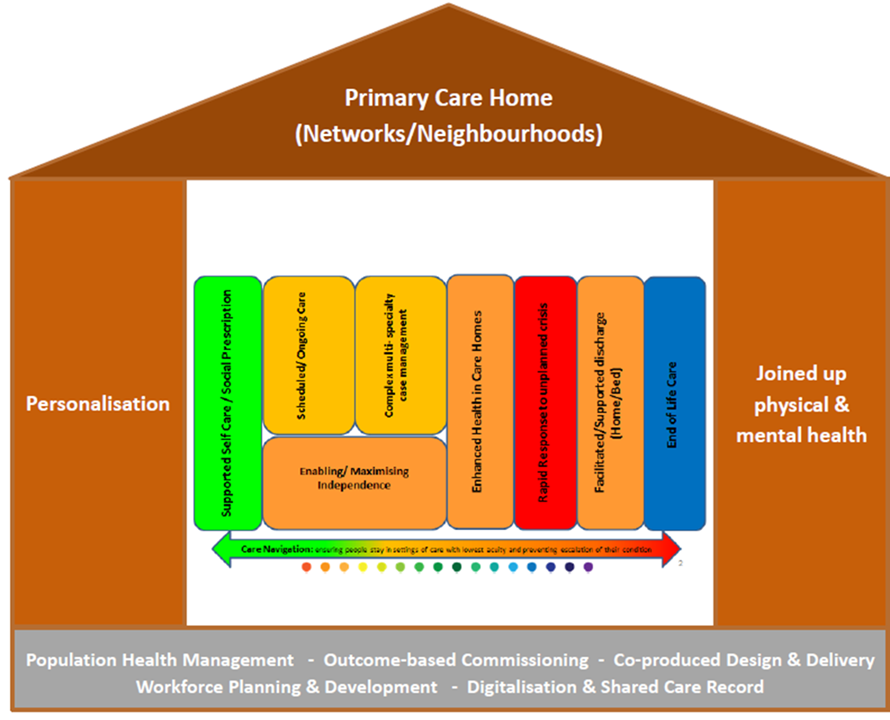 Primary Care Home
(Networks/Neighbourhoods)
Personalisation
Supported Self Care / Social Prescription
Scheduled/ Ongoing Care
Complex multi- specialty
case management
Enabling/ Maximising
Independence
Enhanced Health in Care Homes
Rapid Response to unplanned crisis
Facilitated/Supported discharge
(Home/Bed)
End of Life Care
Care Navigation: ensuring people stay in settings of care with lowest acuity and preventing escalation of their condition
2
Joined up
physical &
mental health
Population Health Management - Outcome-based Commissioning - Co-produced Design & Delivery
Workforce Planning & Development - Digitalisation & Shared Care Record